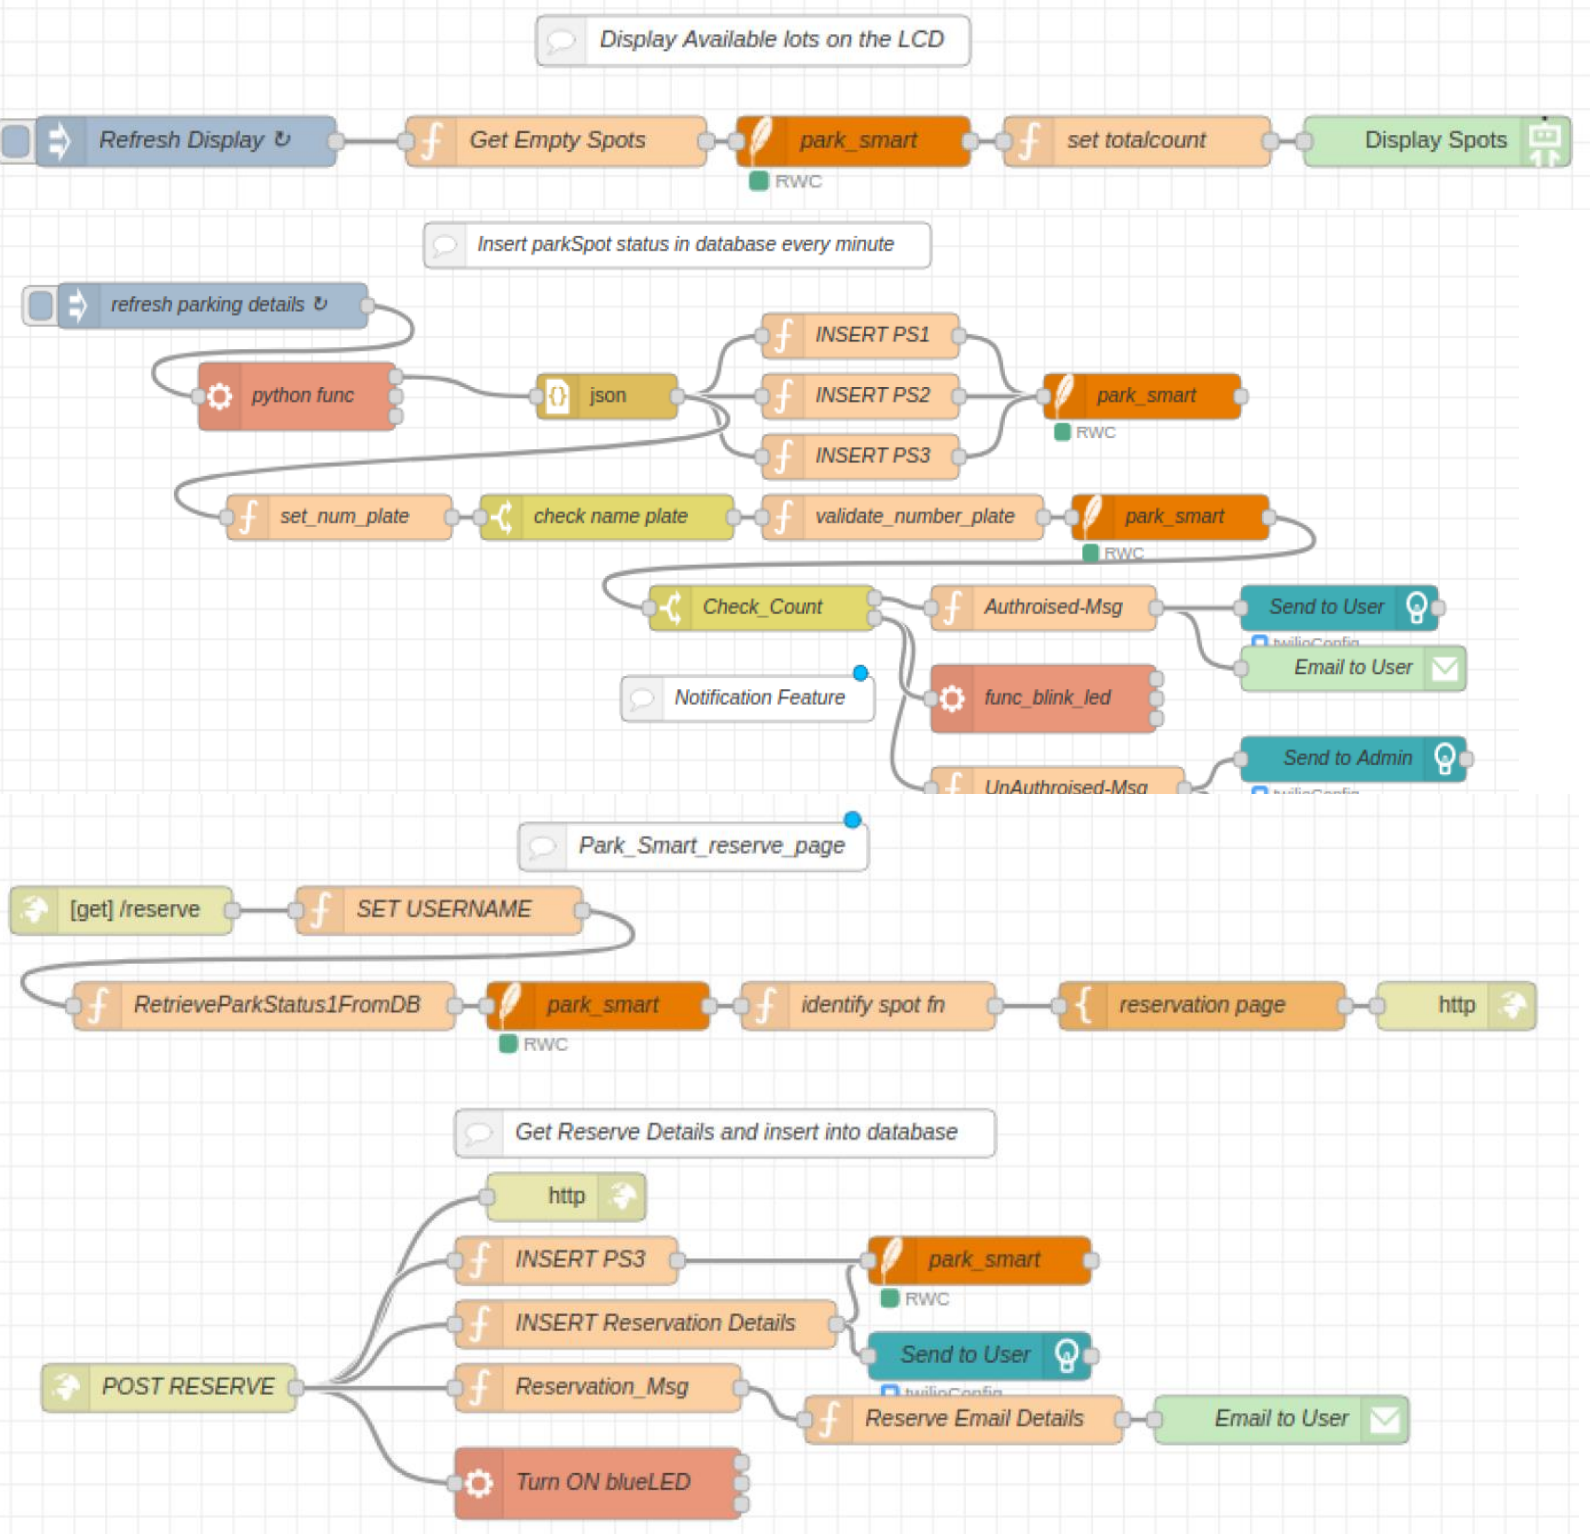 Display Available lots on the LCD
Refresh Display ↻
Get Empty Spots
park_smart
set totalcount
Display Spots
RWC
Insert parkSpot status in database every minute
refresh parking details ↻
INSERT PS1
python func
json
INSERT PS2
park_smart
RWC
INSERT PS3
set_num_plate
check name plate
validate_number_plate
park_smart
RWC
Check_Count
Authroised-Msg
Send to User
twilioConfig
Email to User
Notification Feature
func_blink_led
Send to Admin
UnAuthroised-Msg
twilioConfig
Park_Smart_reserve_page
[get] /reserve
SET USERNAME
RetrieveParkStatus1FromDB
park_smart
identify spot fn
{
reservation page
http
RWC
Get Reserve Details and insert into database
http
INSERT PS3
park_smart
RWC
INSERT Reservation Details
Send to User
twilioConfig
POST RESERVE
Reservation_Msg
Reserve Email Details
Email to User
Turn ON blueLED